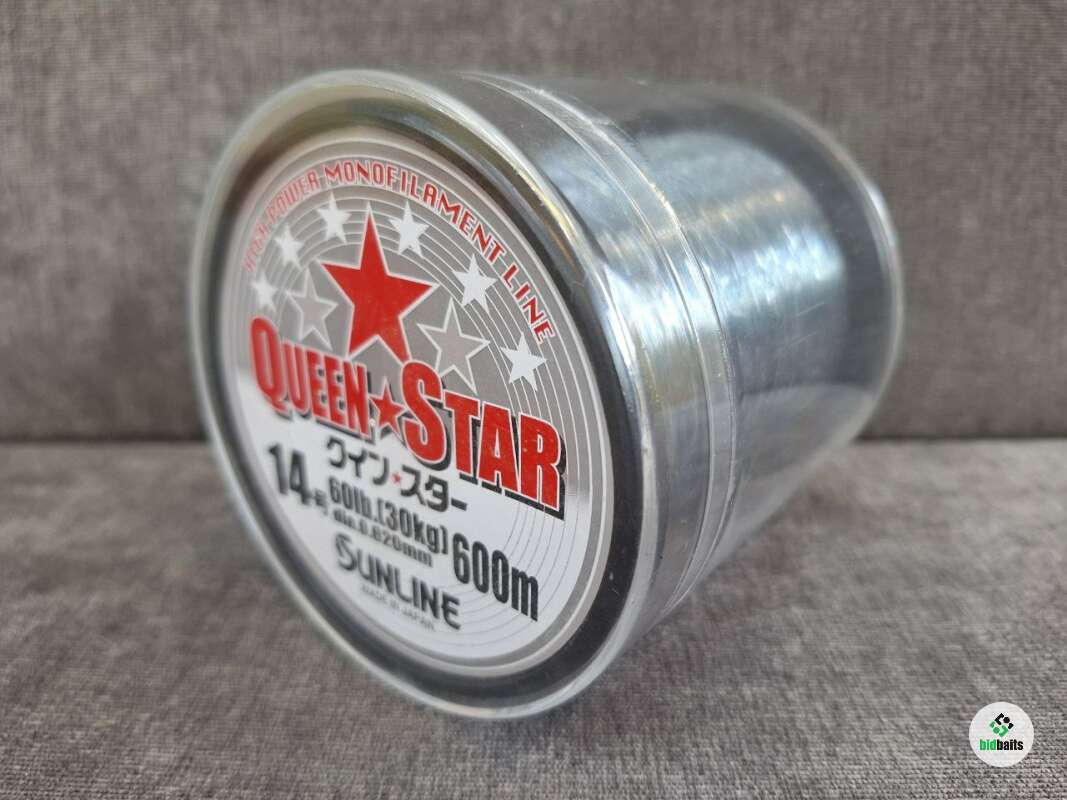 HIGH POWER MONOFILAMENT LINE
QUEEN★STAR
クイン★スター
14号 60lb.(30kg) 600m
dia.0.620mm
SUNLINE
MADE IN JAPAN
bidbaits